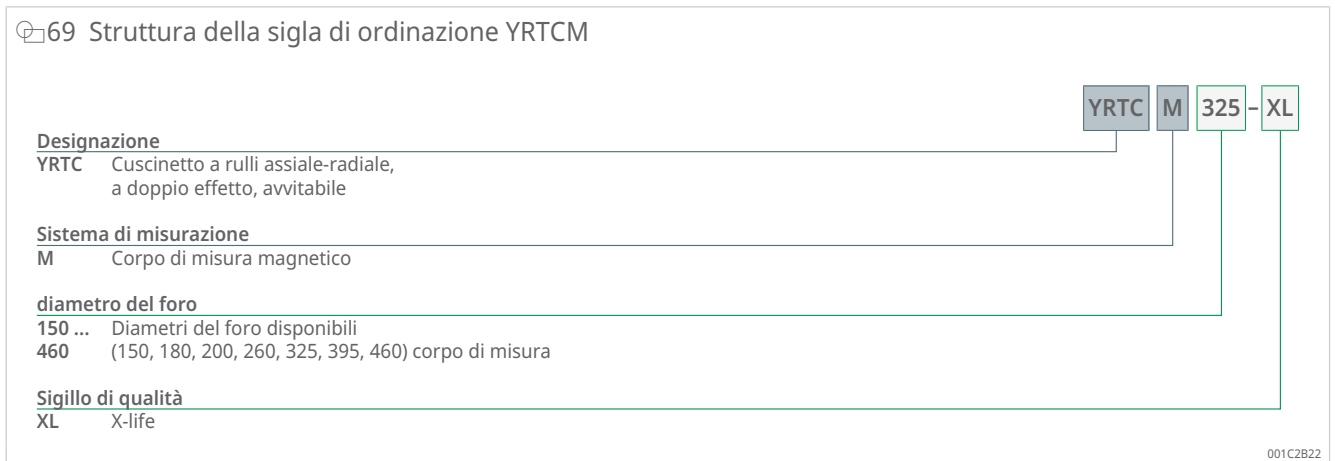 69 Struttura della sigla di ordinazione YRTCM
YRTC M 325 – XL
Designazione
YRTC Cuscinetto a rulli assiale-radiale,
a doppio effetto, avvitabile
Sistema di misurazione
M Corpo di misura magnetico
diametro del foro
150 ... Diametri del foro disponibili
460 (150, 180, 200, 260, 325, 395, 460) corpo di misura
Sigillo di qualità
XL X-life
001C2B22